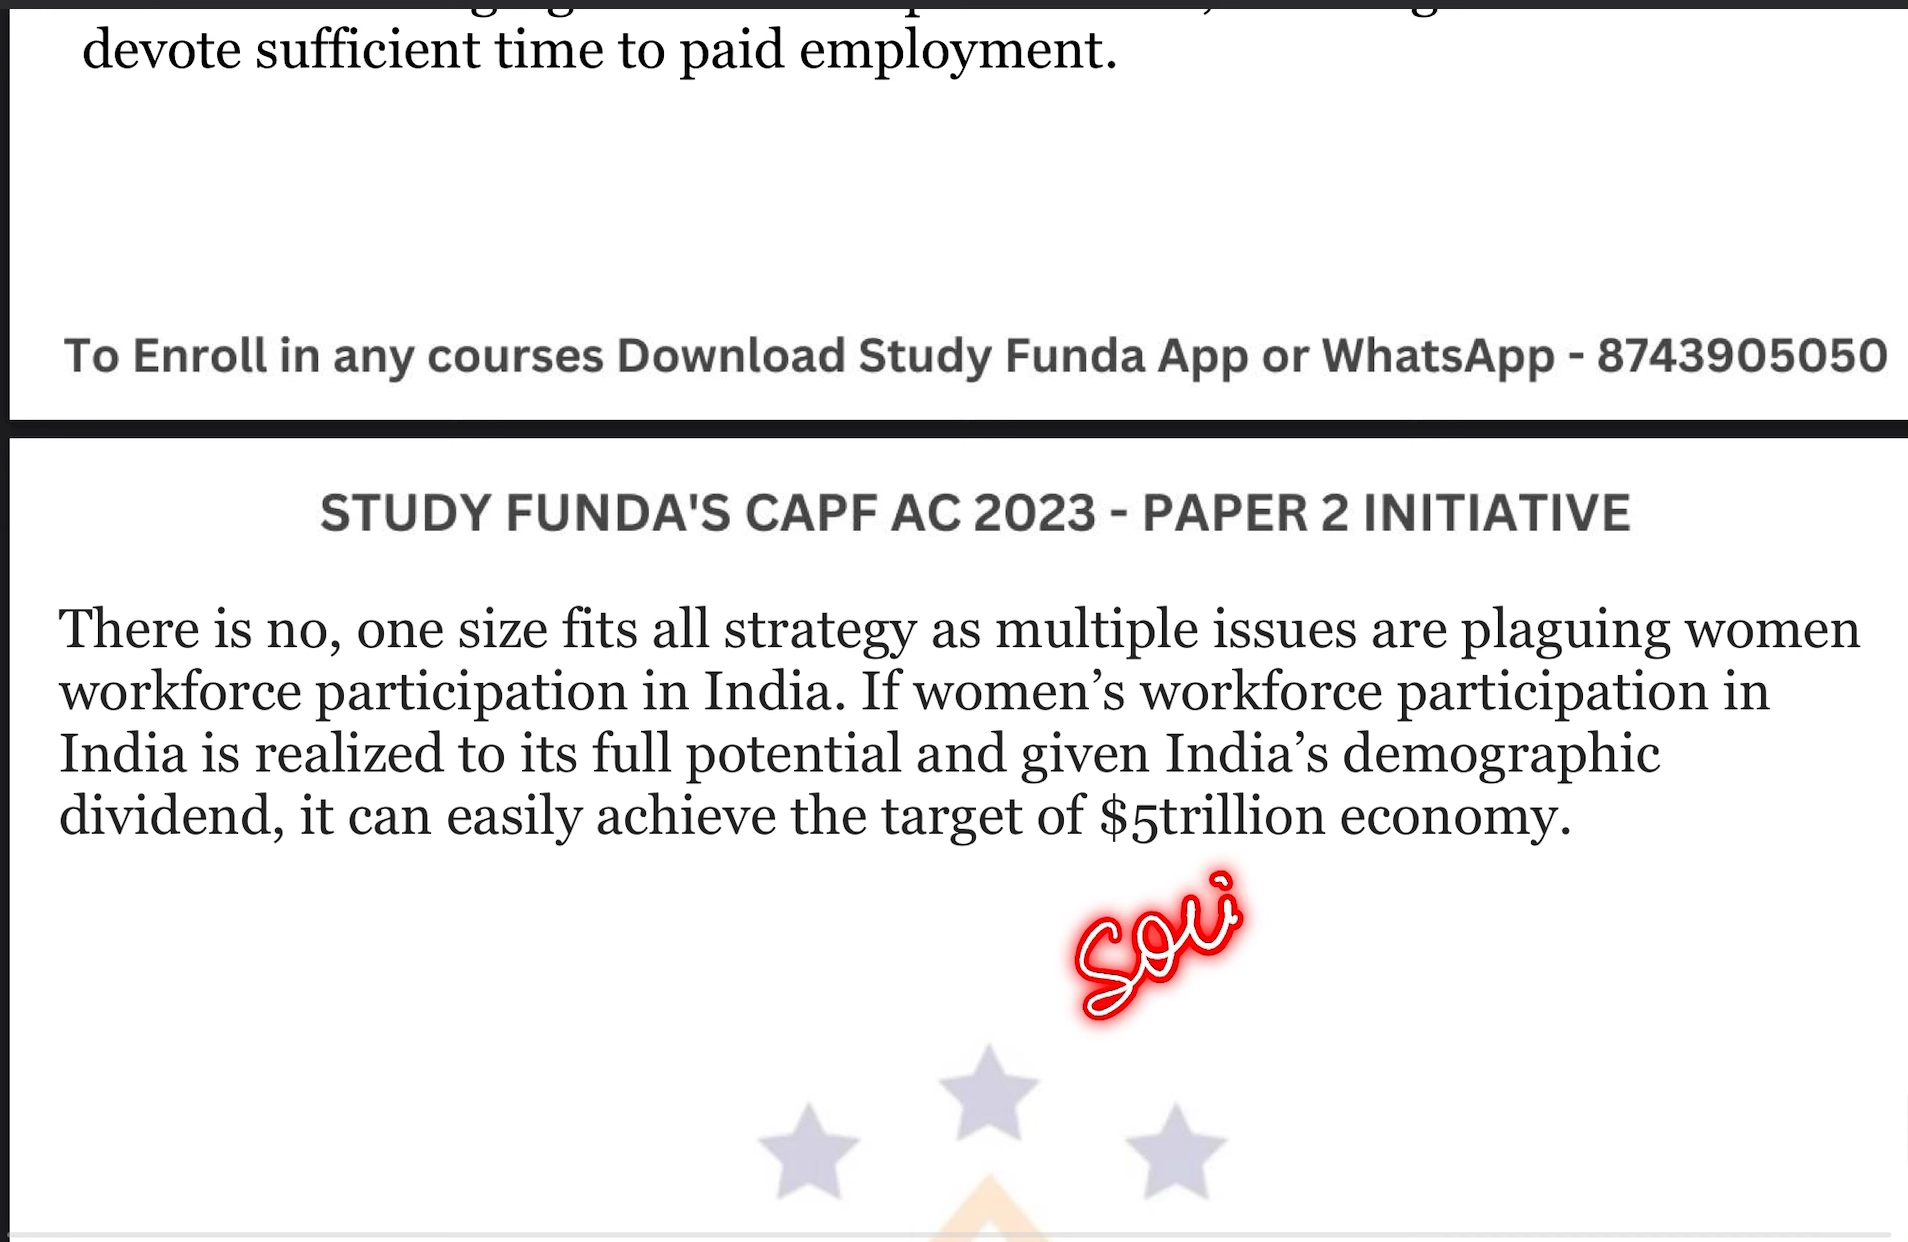 devote sufficient time to paid employment.
To Enroll in any courses Download Study Funda App or WhatsApp - 8743905050
STUDY FUNDA'S CAPF AC 2023 - PAPER 2 INITIATIVE
There is no, one size fits all strategy as multiple issues are plaguing women
workforce participation in India. If women’s workforce participation in
India is realized to its full potential and given India’s demographic
dividend, it can easily achieve the target of $5trillion economy.